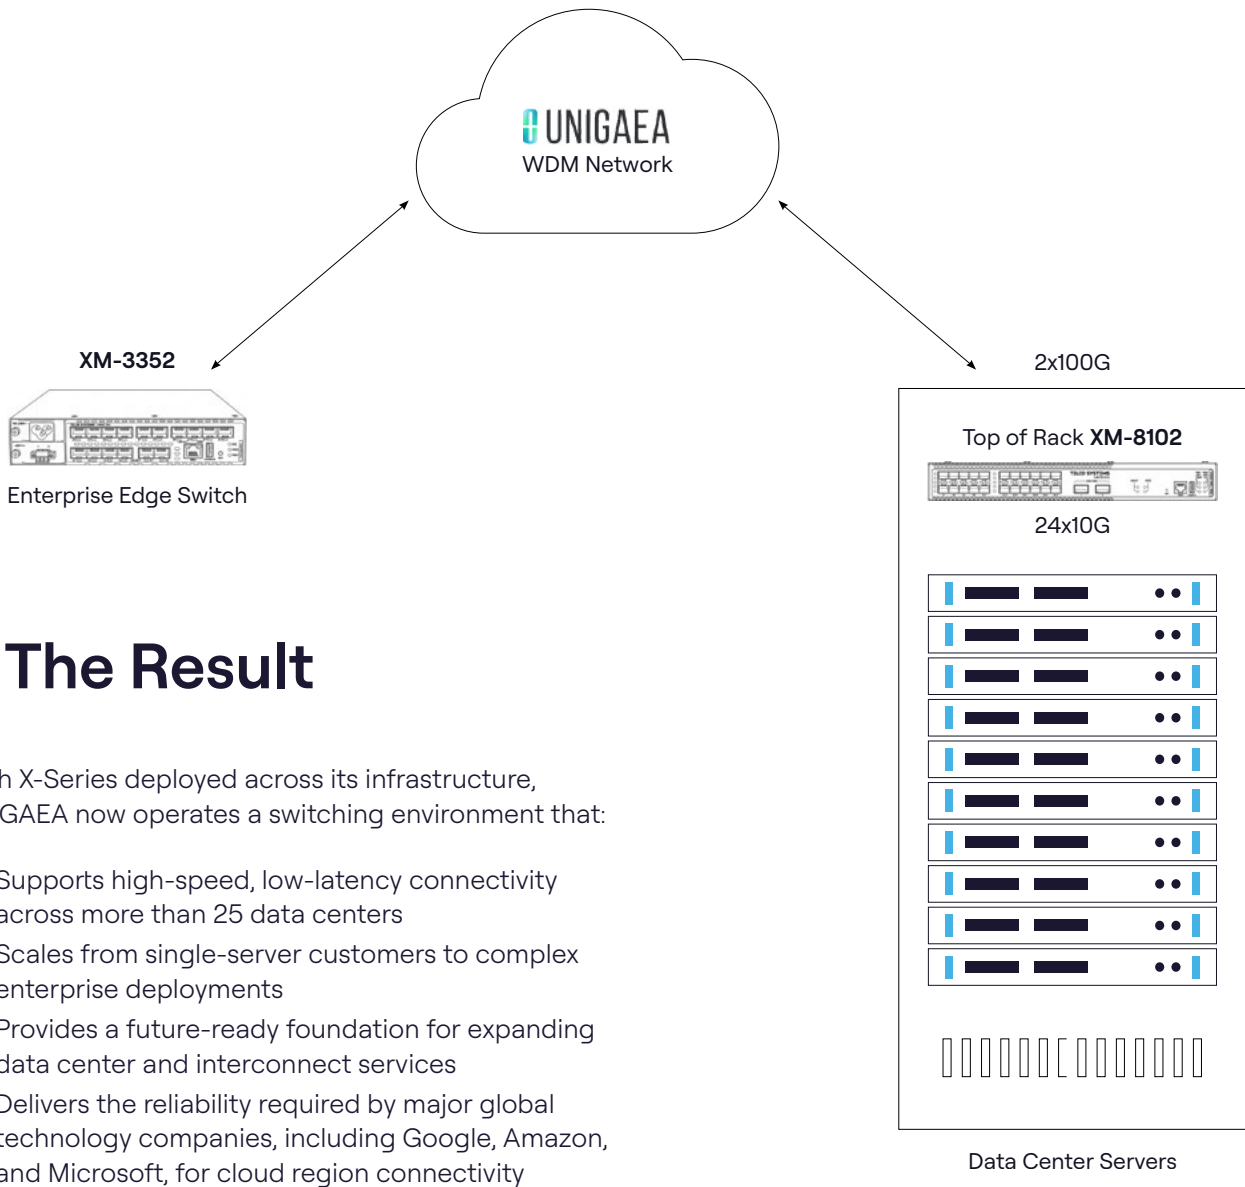 UNIGAEA
WDM Network
XM-3352
Enterprise Edge Switch
2x100G
Top of Rack XM-8102
TELCO SYSTEMS
24x10G
Data Center Servers
The Result
h X-Series deployed across its infrastructure,
GAEA now operates a switching environment that:
Supports high-speed, low-latency connectivity
across more than 25 data centers
Scales from single-server customers to complex
enterprise deployments
Provides a future-ready foundation for expanding
data center and interconnect services
Delivers the reliability required by major global
technology companies, including Google, Amazon,
and Microsoft, for cloud region connectivity